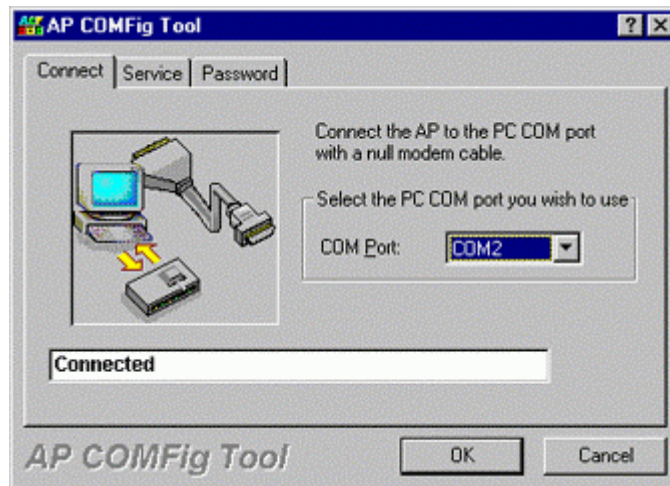 AP COMFig Tool
Connect Service Password
Connect the AP to the PC COM port
with a null modem cable.
Select the PC COM port you wish to use
COM Port: COM2
Connected
AP COMFig Tool OK Cancel